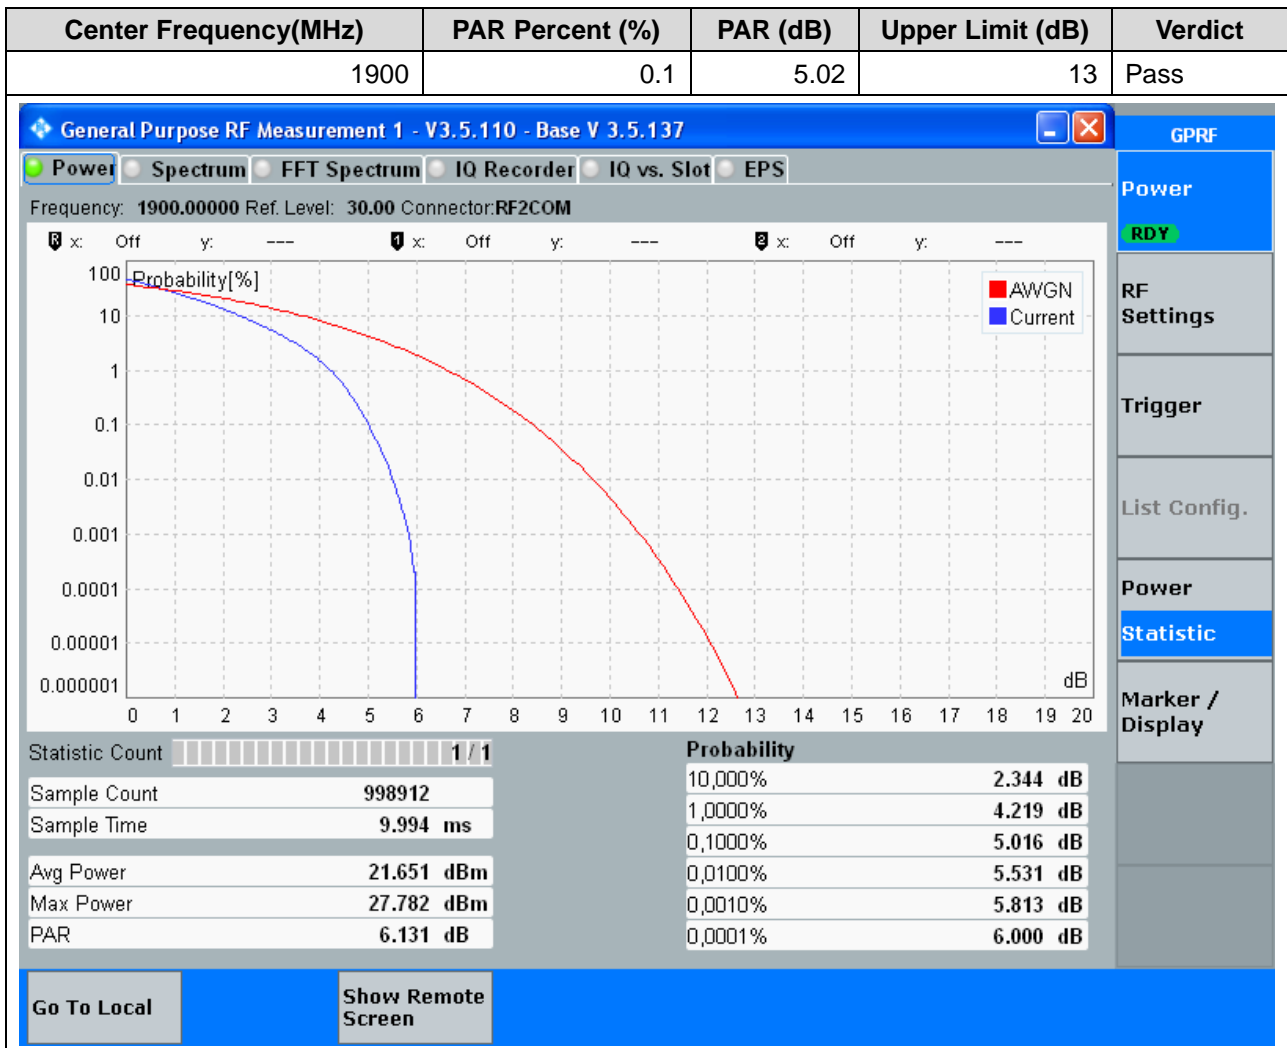 Center Frequency(MHz) PAR Percent (%) PAR (dB) Upper Limit (dB) Verdict
1900 0.1 5.02 13 Pass
General Purpose RF Measurement 1 - V3.5.110 - Base V 3.5.137
GPRF
Power Spectrum FFT Spectrum IQ Recorder IQ vs. Slot EPS
Power
RDY
Frequency: 1900.00000 Ref. Level: 30.00 Connector:RF2COM
R x: Off y: --- 1 x: Off y: --- 2 x: Off y: ---
Probability[%]
AWGN
Current
100
10
1
0.1
0.01
0.001
0.0001
0.00001
0.000001
dB
0 1 2 3 4 5 6 7 8 9 10 11 12 13 14 15 16 17 18 19 20
RF
Settings
Trigger
List Config.
Power
Statistic
Marker /
Display
Statistic Count 1 / 1
Sample Count 998912
Sample Time 9.994 ms
Avg Power 21.651 dBm
Max Power 27.782 dBm
PAR 6.131 dB
Probability
10,000% 2.344 dB
1,0000% 4.219 dB
0,1000% 5.016 dB
0,0100% 5.531 dB
0,0010% 5.813 dB
0,0001% 6.000 dB
Go To Local
Show Remote
Screen